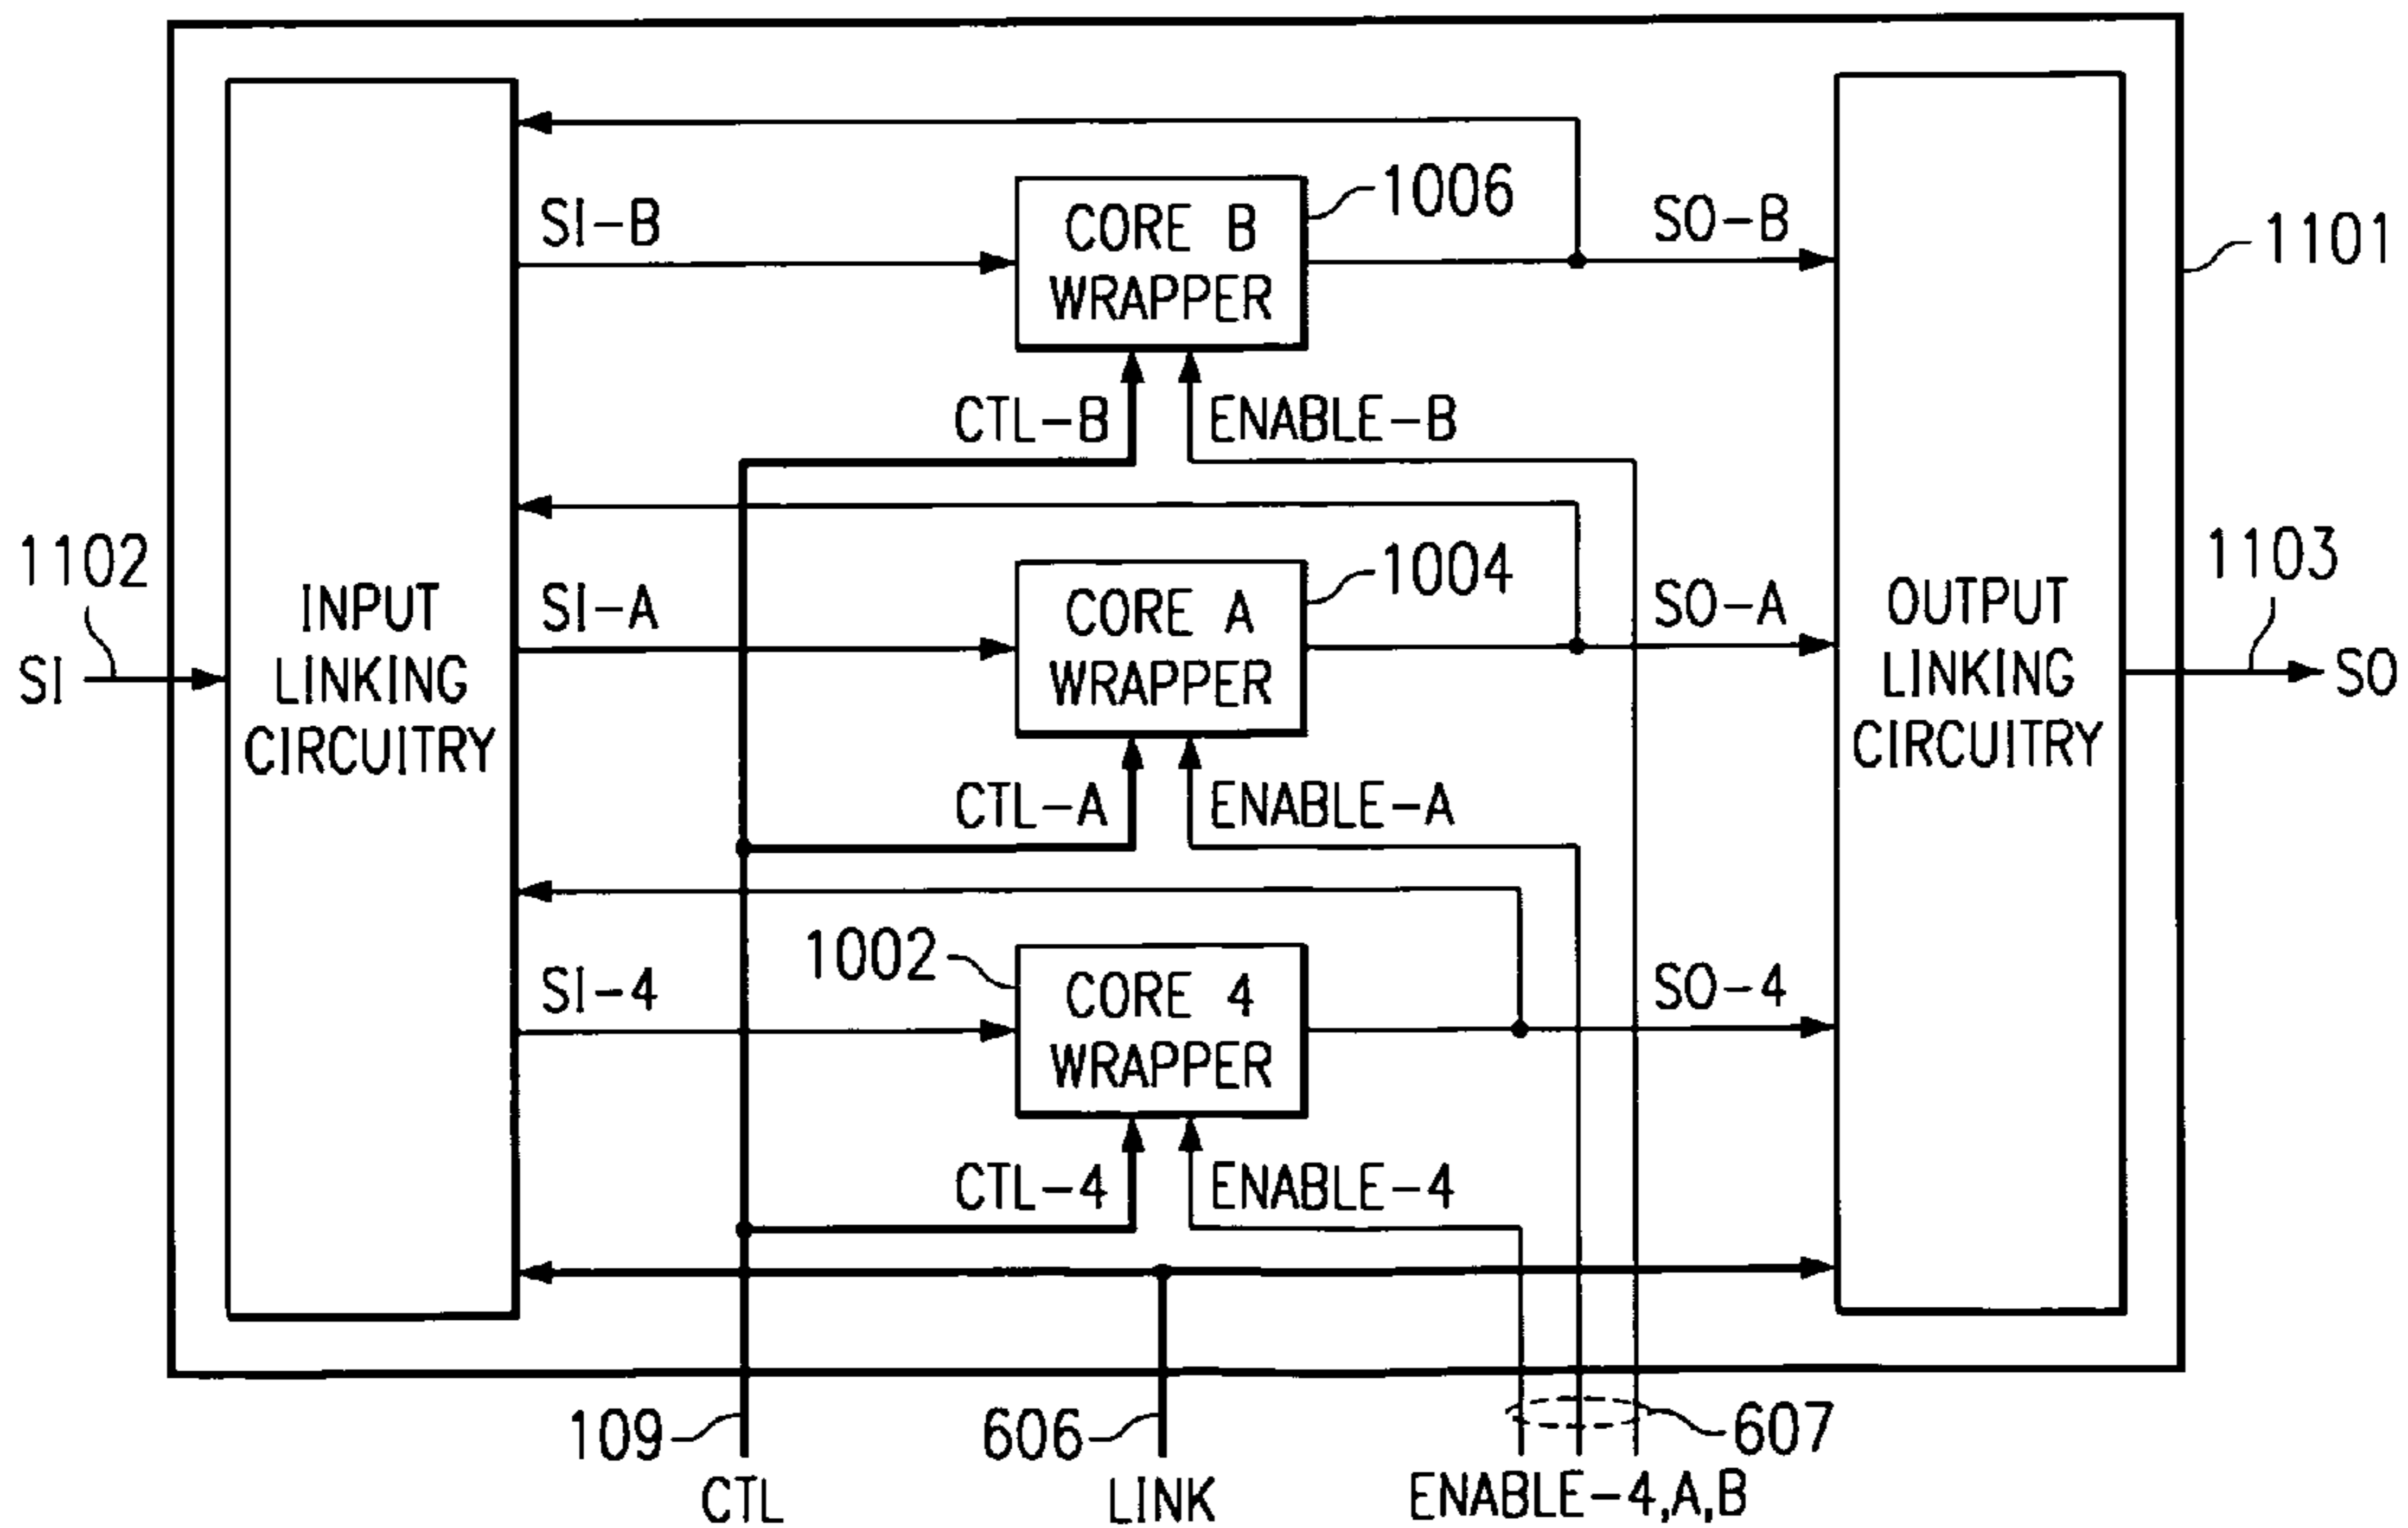 1006
SI-B
CORE B
WRAPPER
SO-B
1101
CTL-B
ENABLE-B
1102
SI
INPUT
LINKING
CIRCUITRY
SI-A
1004
CORE A
WRAPPER
SO-A
OUTPUT
LINKING
CIRCUITRY
1103
SO
CTL-A
ENABLE-A
1002
SI-4
CORE 4
WRAPPER
SO-4
CTL-4
ENABLE-4
109
CTL
606
LINK
607
ENABLE-4,A,B